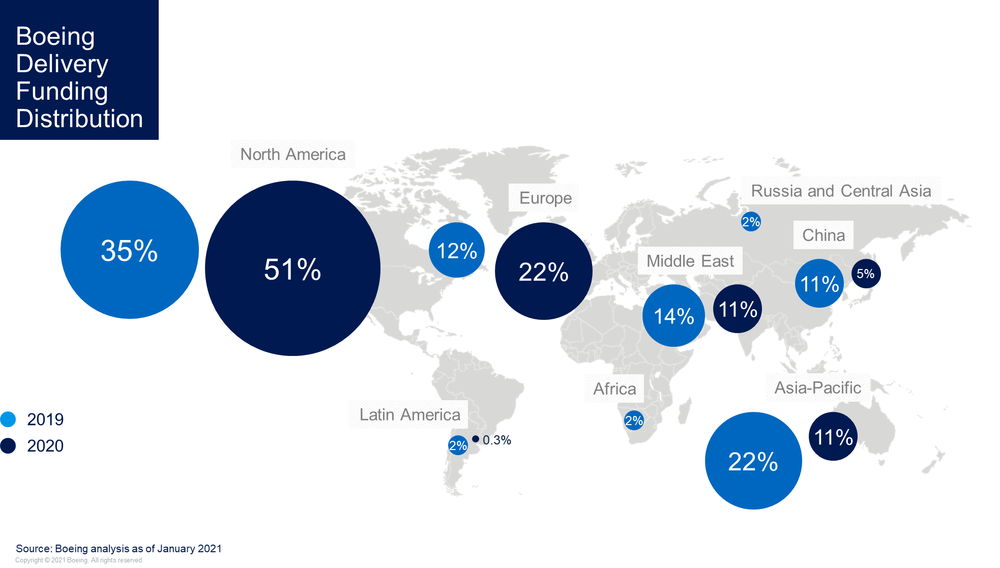 Boeing
Delivery
Funding
Distribution
North America
35%
51%
Europe
12%
22%
Russia and Central Asia
2%
China
11%
5%
Middle East
14%
11%
Africa
2%
Asia-Pacific
22%
11%
Latin America
2%
0.3%
2019
2020
Source: Boeing analysis as of January 2021
Copyright © 2021 Boeing. All rights reserved.